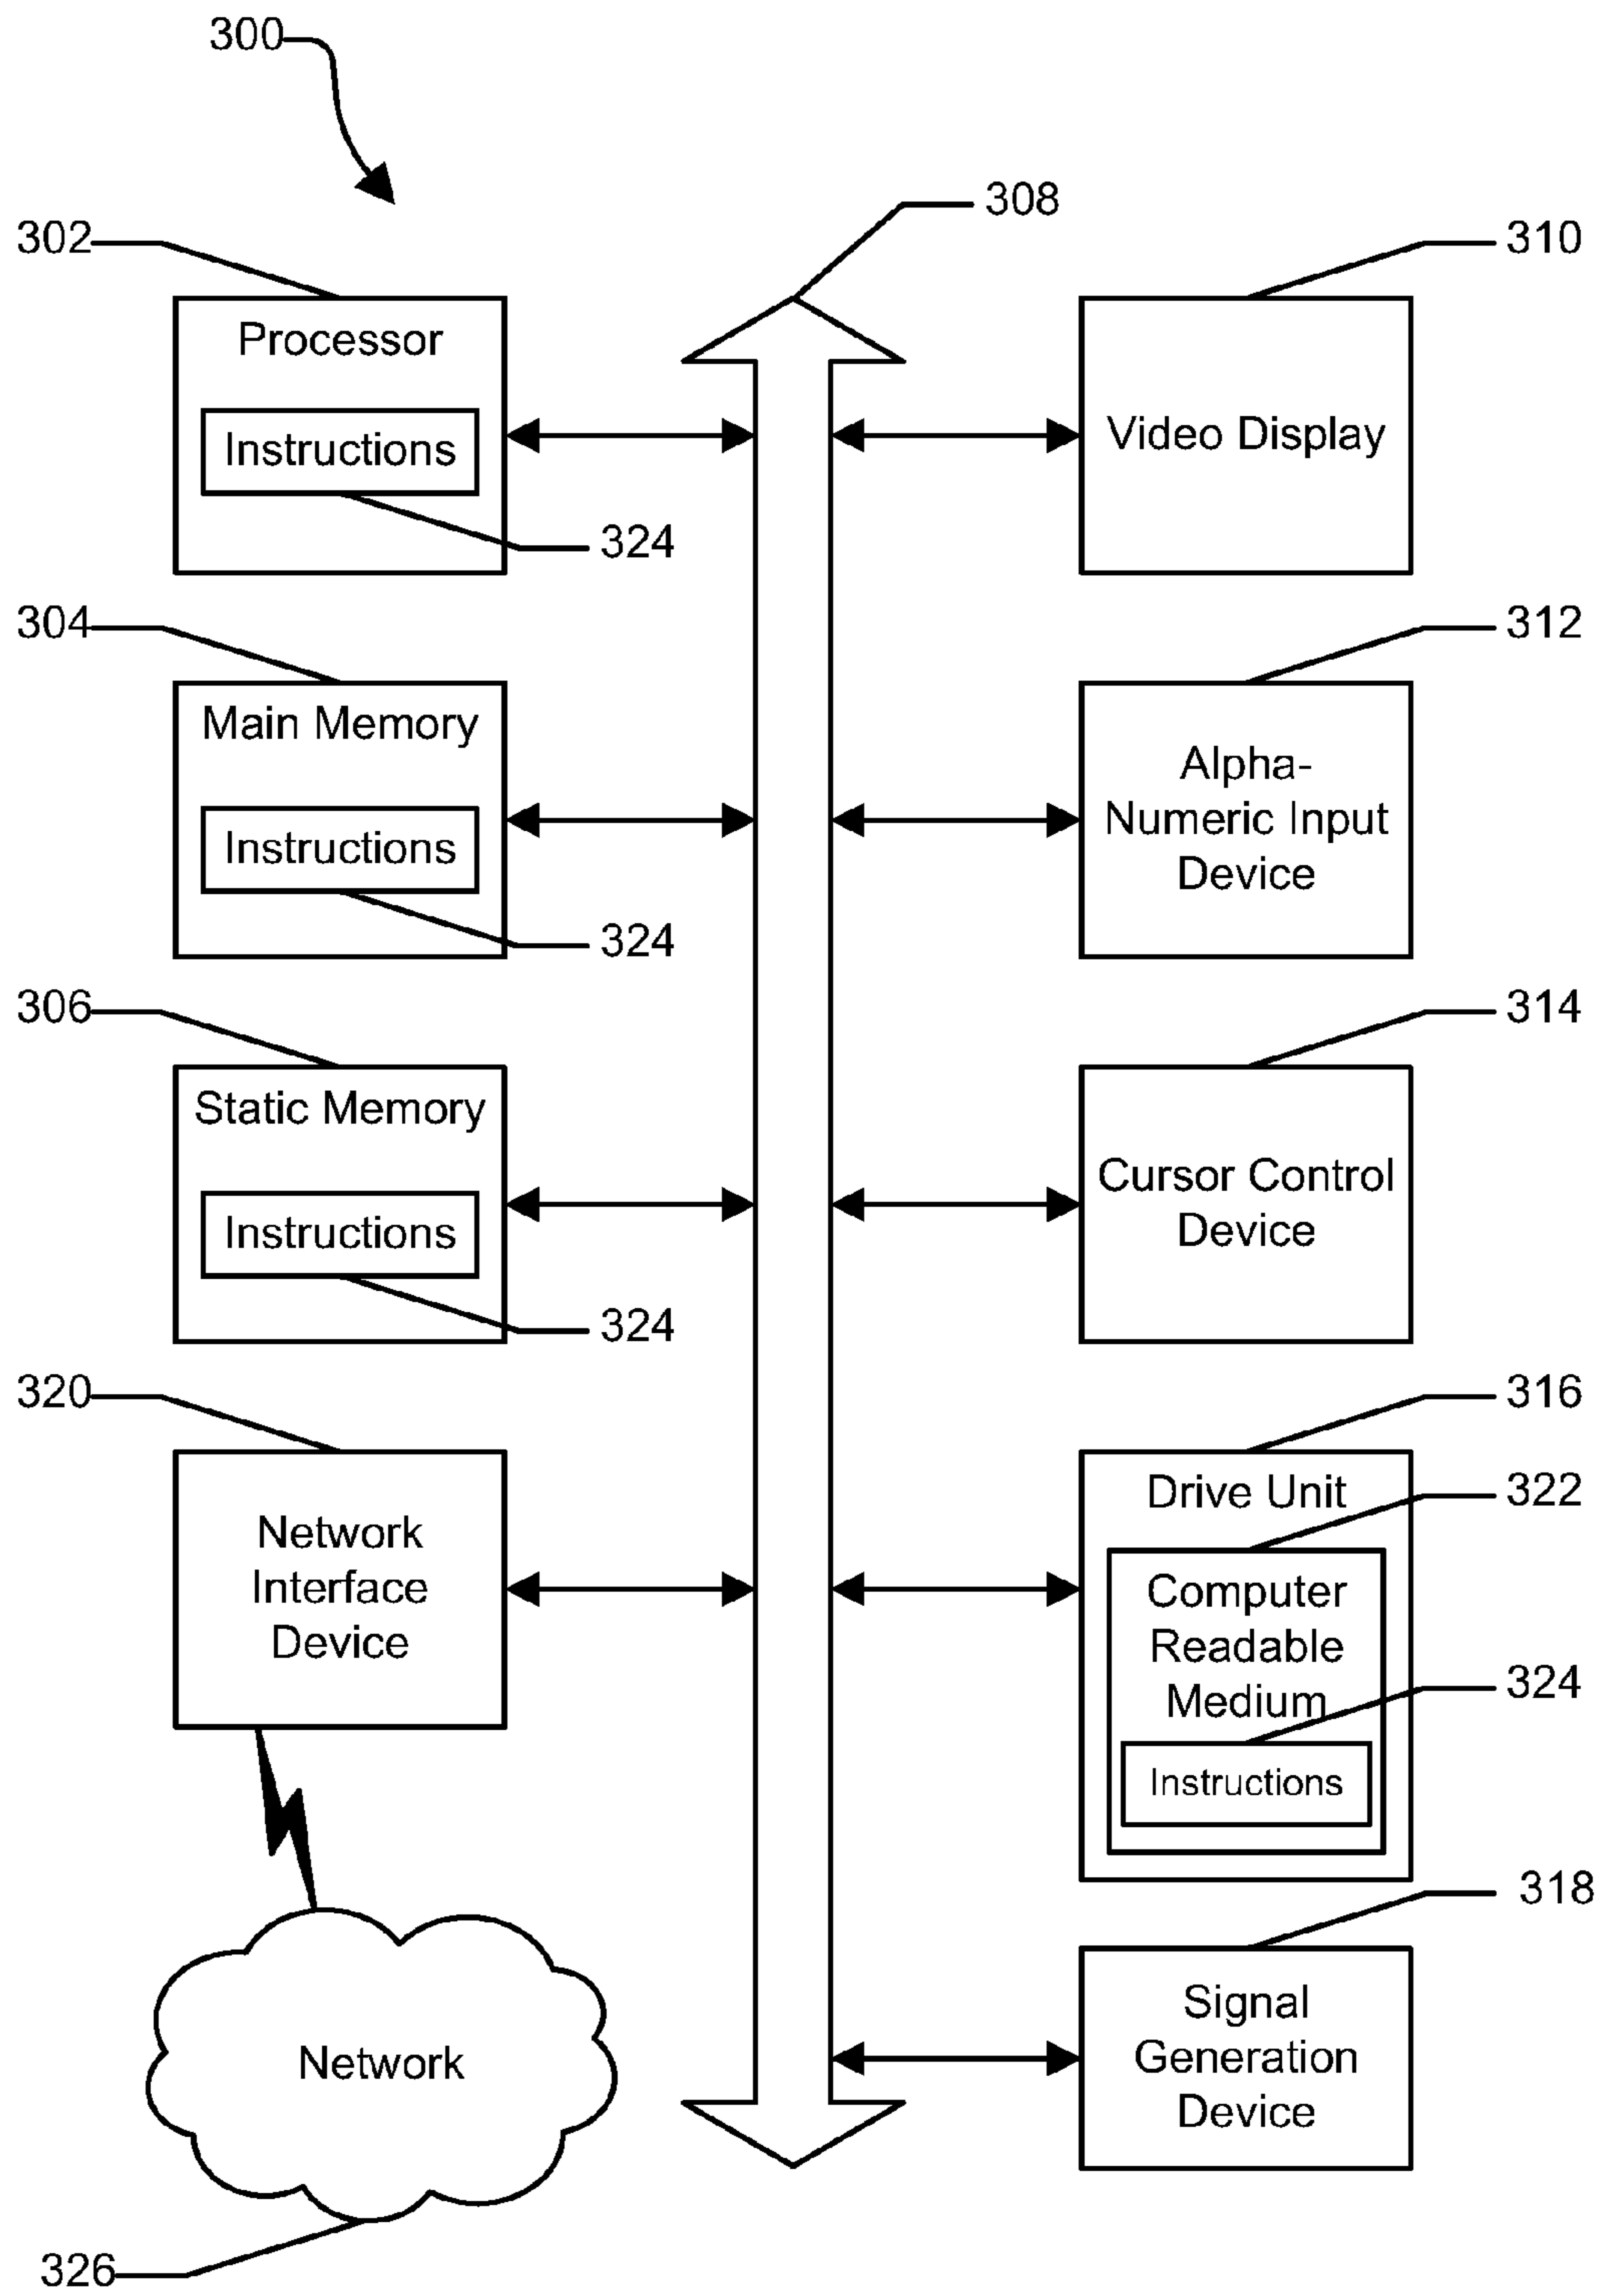 300
308
302
310
Processor
Instructions
324
Video Display
304
312
Main Memory
Instructions
324
Alpha-
Numeric Input
Device
306
314
Static Memory
Instructions
324
Cursor Control
Device
320
316
Network
Interface
Device
Drive Unit
322
Computer
Readable
Medium
324
Instructions
318
Signal
Generation
Device
Network
326